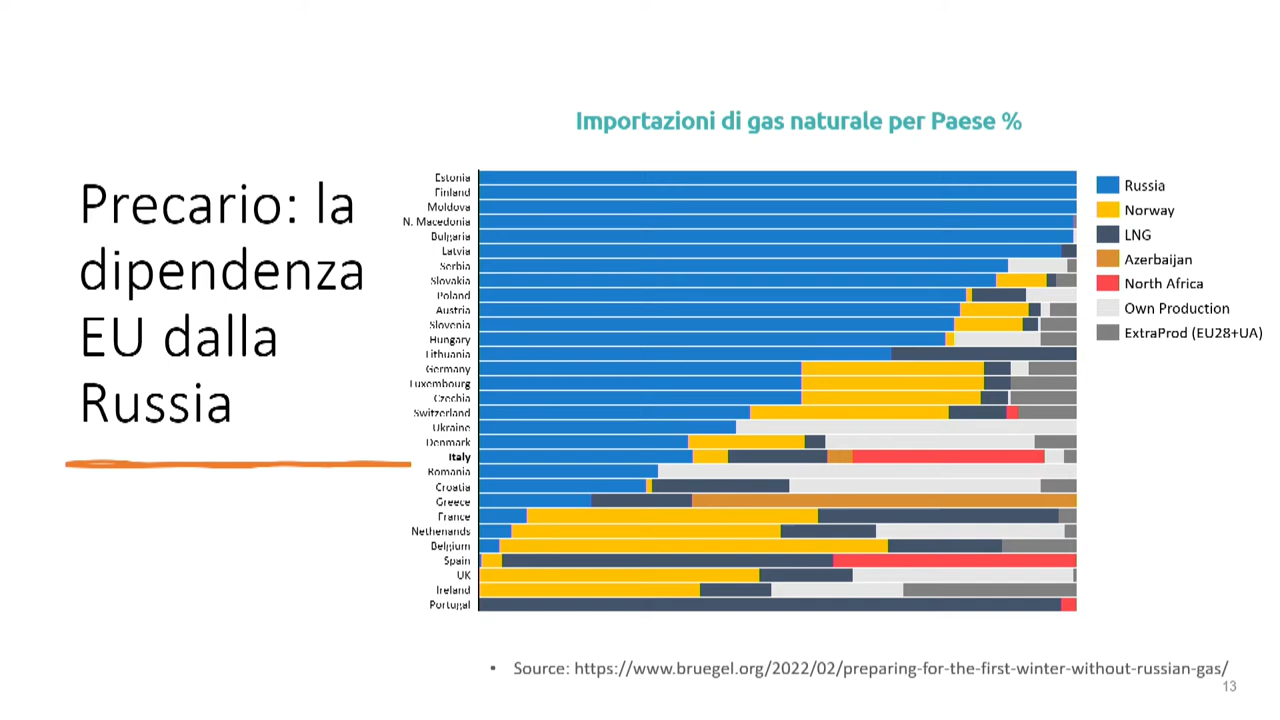 Precario: la
dipendenza
EU dalla
Russia
Importazioni di gas naturale per Paese %
Estonia
Finland
Moldova
N. Macedonia
Bulgaria
Latvia
Serbia
Slovakia
Poland
Austria
Slovenia
Hungary
Lithuania
Germany
Luxembourg
Czechia
Switzerland
Ukraine
Denmark
Italy
Romania
Croatia
Greece
France
Nethenands
Belgium
Spain
UK
Ireland
Portugal
Russia
Norway
LNG
Azerbaijan
North Africa
Own Production
ExtraProd (EU28+UA)
• Source: https://www.bruegel.org/2022/02/preparing-for-the-first-winter-without-russian-gas/
13